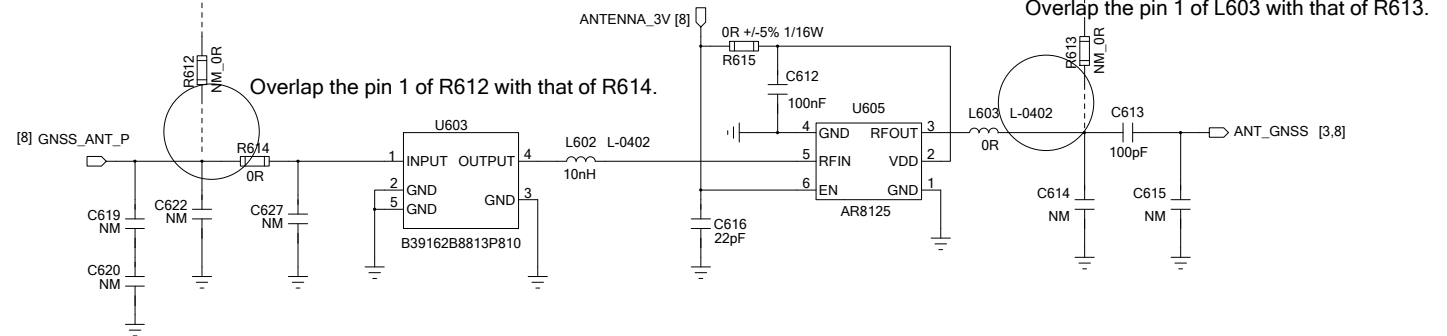 Overlap the pin 1 of L603 with that of R613.
ANTENNA_3V [8]
0R +/-5% 1/16W
R615
R612
NM_0R
R613
NM_0R
Overlap the pin 1 of R612 with that of R614.
C612
100nF
U605
L603 L-0402
0R
C613
100pF
[8] GNSS_ANT_P
R614
0R
U603
1 INPUT OUTPUT 4
2 GND
5 GND
GND 3
B39162B8813P810
L602 L-0402
10nH
4 GND RFOUT 3
5 RFIN VDD 2
6 EN GND 1
AR8125
ANT_GNSS [3,8]
C619
NM
C622
NM
C627
NM
C620
NM
C616
22pF
C614
NM
C615
NM